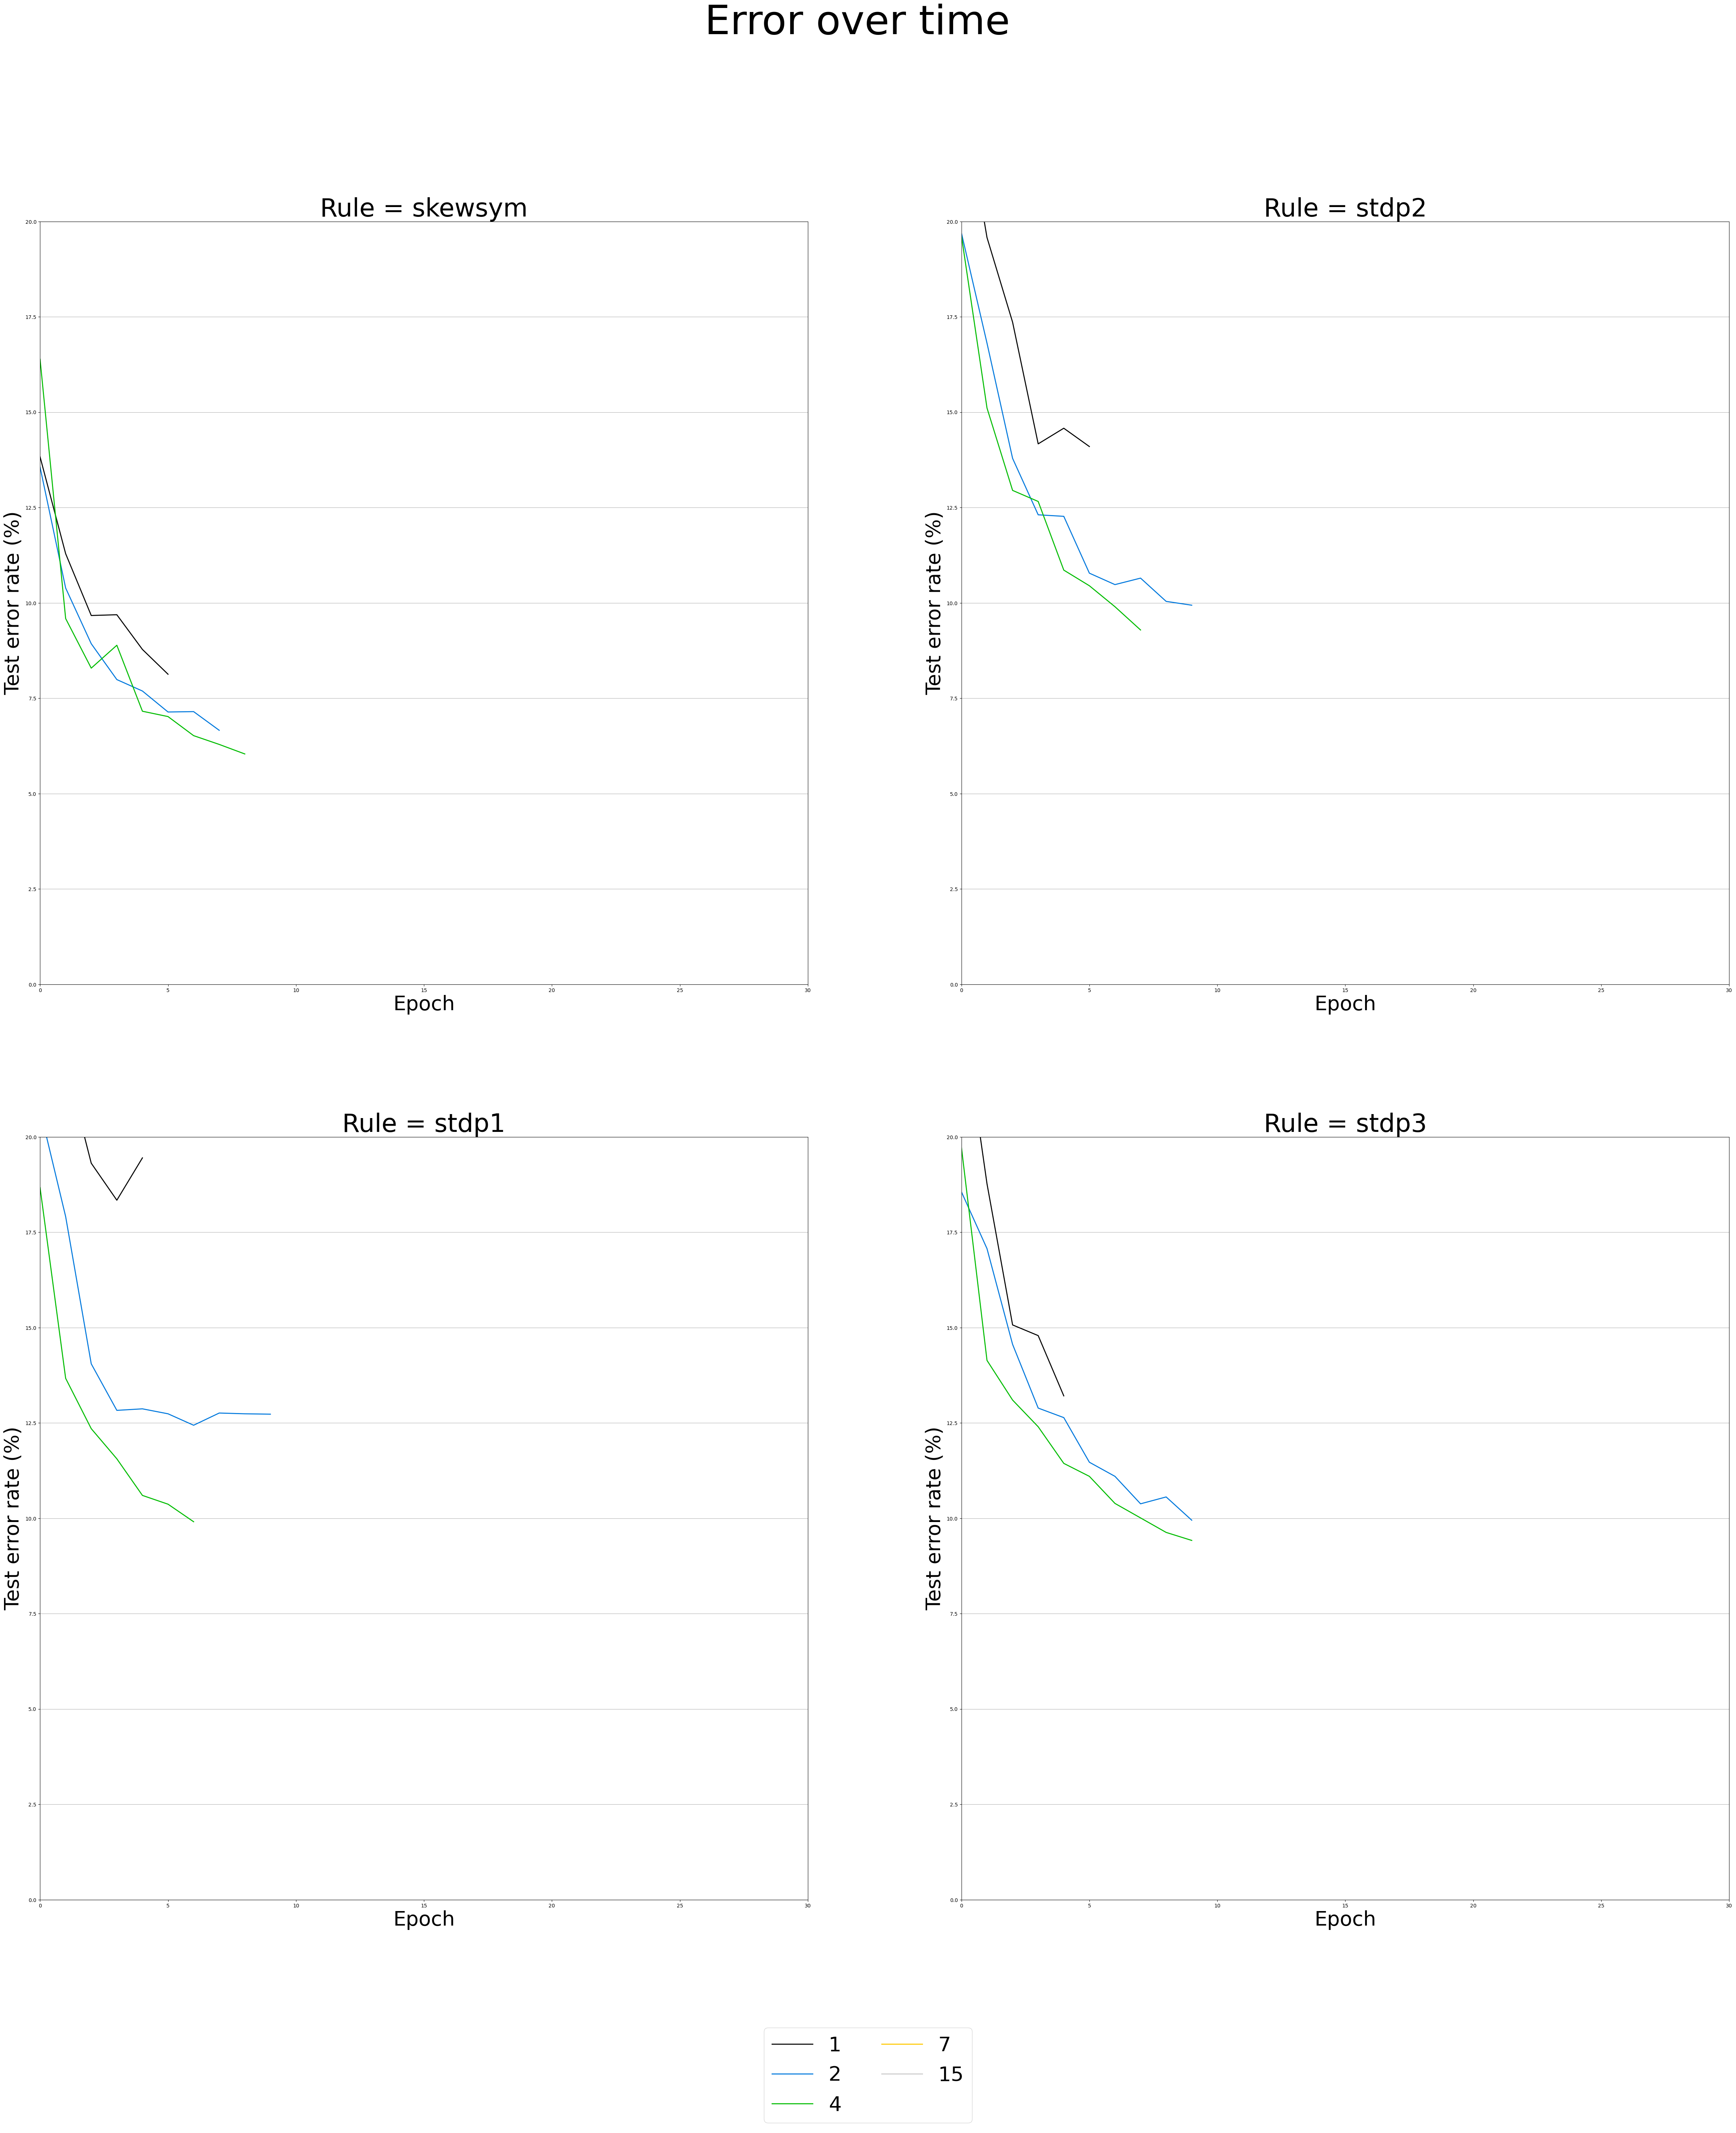 Error over time
Rule = skewsym
20.0
17.5
15.0
12.5
10.0
7.5
5.0
2.5
0.0
Test error rate (%)
0 5 10 15 20 25 30
Epoch
Rule = stdp2
20.0
17.5
15.0
12.5
10.0
7.5
5.0
2.5
0.0
Test error rate (%)
0 5 10 15 20 25 30
Epoch
Rule = stdp1
20.0
17.5
15.0
12.5
10.0
7.5
5.0
2.5
0.0
Test error rate (%)
0 5 10 15 20 25 30
Epoch
Rule = stdp3
20.0
17.5
15.0
12.5
10.0
7.5
5.0
2.5
0.0
Test error rate (%)
0 5 10 15 20 25 30
Epoch
1
2
4
7
15